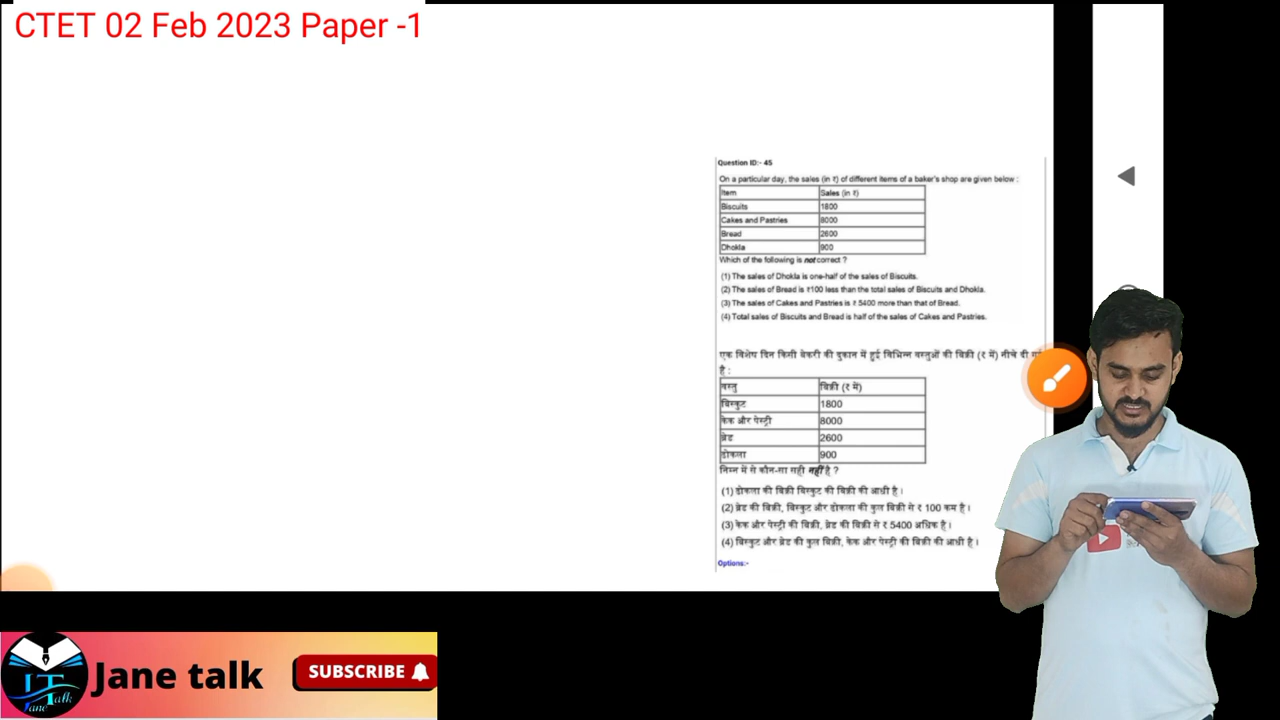 CTET 02 Feb 2023 Paper -1
Question ID:- 45
On a particular day, the sales (in ₹) of different items of a baker's shop are given below :
Item Sales (in ₹)
Biscuits 1800
Cakes and Pastries 8000
Bread 2600
Dhokla 900
Which of the following is not correct ?
(1) The sales of Dhokla is one-half of the sales of Biscuits.
(2) The sales of Bread is ₹100 less than the total sales of Biscuits and Dhokla.
(3) The sales of Cakes and Pastries is ₹ 5400 more than that of Bread.
(4) Total sales of Biscuits and Bread is half of the sales of Cakes and Pastries.
एक विशेष दिन किसी बेकरी की दुकान में हुई विभिन्न वस्तुओं की बिक्री (₹ में) नीचे दी
है :
वस्तु बिक्री (₹ में)
बिस्कुट 1800
केक और पेस्ट्री 8000
ब्रेड 2600
ढोकला 900
निम्न में से कौन-सा सही नहीं है ?
(1) ढोकला की बिक्री बिस्कुट की बिक्री की आधी है।
(2) ब्रेड की बिक्री, बिस्कुट और ढोकला की कुल बिक्री से ₹ 100 कम है।
(3) केक और पेस्ट्री की बिक्री, ब्रेड की बिक्री से ₹ 5400 अधिक है।
(4) बिस्कुट और ब्रेड की कुल बिक्री, केक और पेस्ट्री की बिक्री की आधी है।
Options:-
JT
Jane Talk
Jane talk
SUBSCRIBE